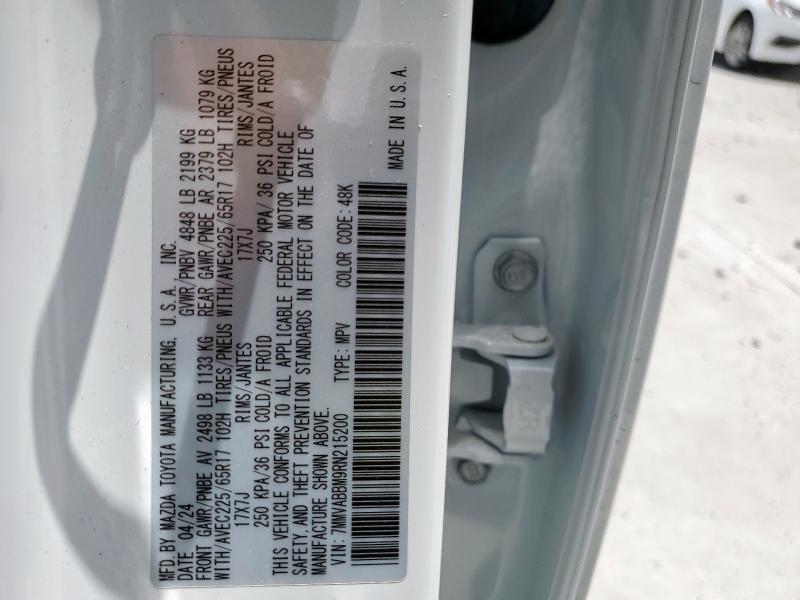 MFD.BY MAZDA TOYOTA MANUFACTURING, U.S.A. INC.
DATE 04/24 GVWR/PNBV 4848 LB 2199 KG
FRONT GAWR/PNBE AV 2498 LB 1133 KG REAR GAWR/PNBE AR 2379 LB 1079 KG
WITH/AVEC225/65R17 102H TIRES/PNEUS WITH/AVEC225/65R17 102H TIRES/PNEUS
17X7J RIMS/JANTES 17X7J RIMS/JANTES
250 KPA/36 PSI COLD/A FROID 250 KPA/ 36 PSI COLD/A FROID
THIS VEHICLE CONFORMS TO ALL APPLICABLE FEDERAL MOTOR VEHICLE
SAFETY, AND THEFT PREVENTION STANDARDS IN EFFECT ON THE DATE OF
MANUFACTURE SHOWN ABOVE.
VIN: 7MMVABBM9RN215200 TYPE: MPV COLOR CODE: 48K
MADE IN U.S.A.
10
2R